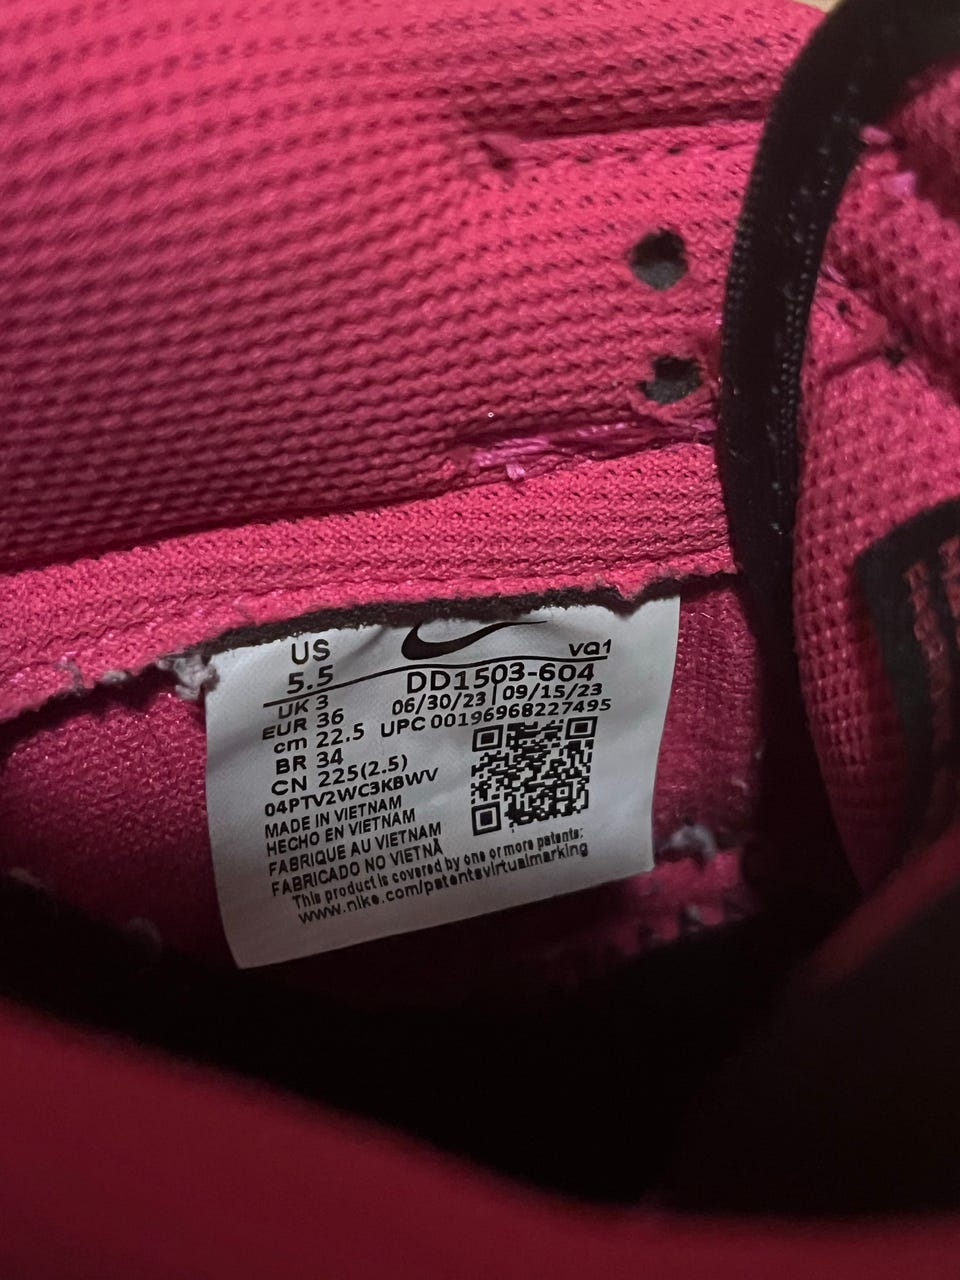 US
5.5
UK 3
EUR 36
cm 22.5
BR 34
CN 225(2.5)
04PTV2WC3KBWV
MADE IN VIETNAM
HECHO EN VIETNAM
FABRIQUE AU VIETNAM
FABRICADO NO VIETNÃ
VQ1
DD1503-604
06/30/23 | 09/15/23
UPC 00196968227495
This product is covered by one or more patents:
www.nike.com/patentsvirtualmarking